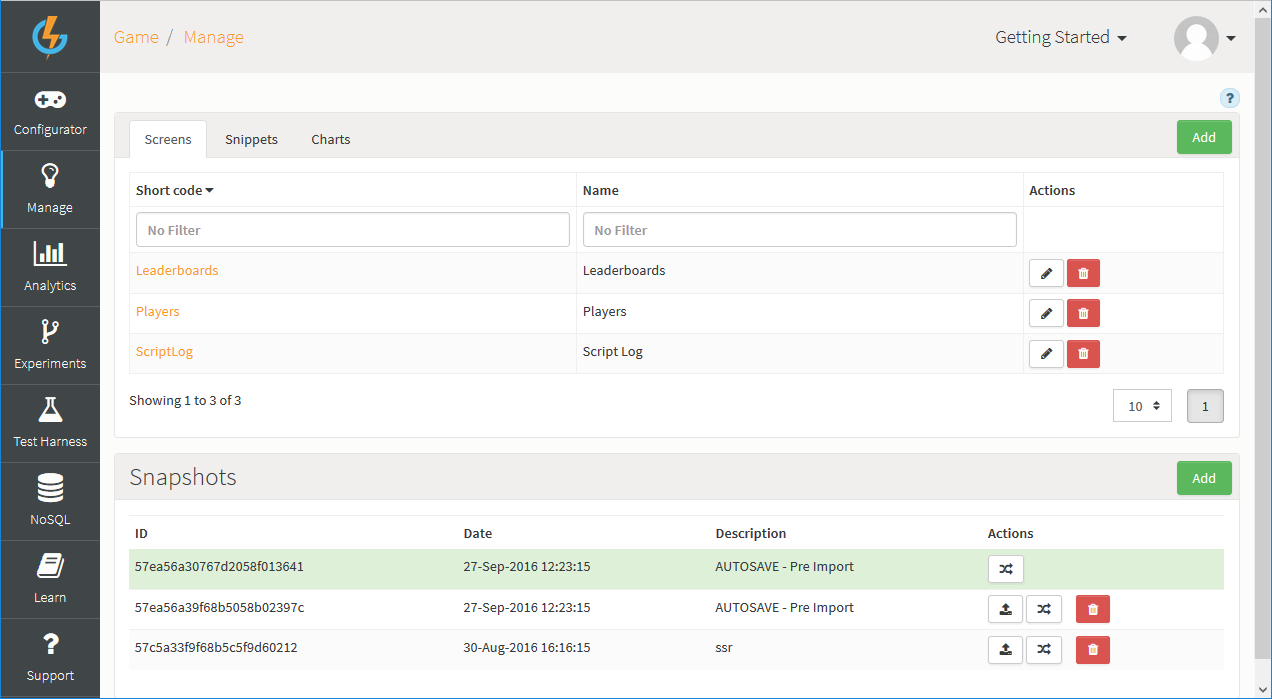 Game / Manage
Getting Started
Configurator
Manage
Analytics
Experiments
Test Harness
NoSQL
Learn
Support
?
Screens Snippets Charts Add
Short code Name Actions
No Filter No Filter
Leaderboards Leaderboards
Players Players
ScriptLog Script Log
Showing 1 to 3 of 3 10 1
Snapshots Add
ID Date Description Actions
57ea56a30767d2058f013641 27-Sep-2016 12:23:15 AUTOSAVE - Pre Import
57ea56a39f68b5058b02397c 27-Sep-2016 12:23:15 AUTOSAVE - Pre Import
57c5a33f9f68b5c5f9d60212 30-Aug-2016 16:16:15 ssr